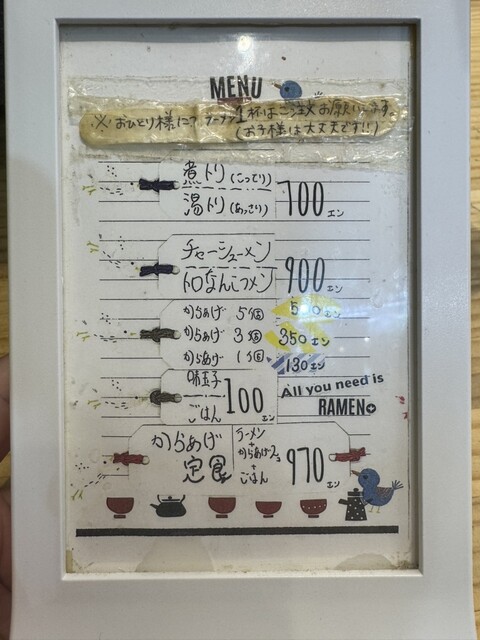 MENU
※おひとり様につラーメン1杯はご注文お願いします。
(お子様は大丈夫です!!)
煮トリ(こってり)
湯トリ(あっさり)
700エン
チャーシューメン
トロなんこつメン
900エン
からあげ 5個 500エン
からあげ 3個 350エン
からあげ 1個 130エン
味玉子
ごはん
100エン
All you need is
RAMEN
からあげ
定食
ラーメン
+
からあげ2コ
+
ごはん
970エン